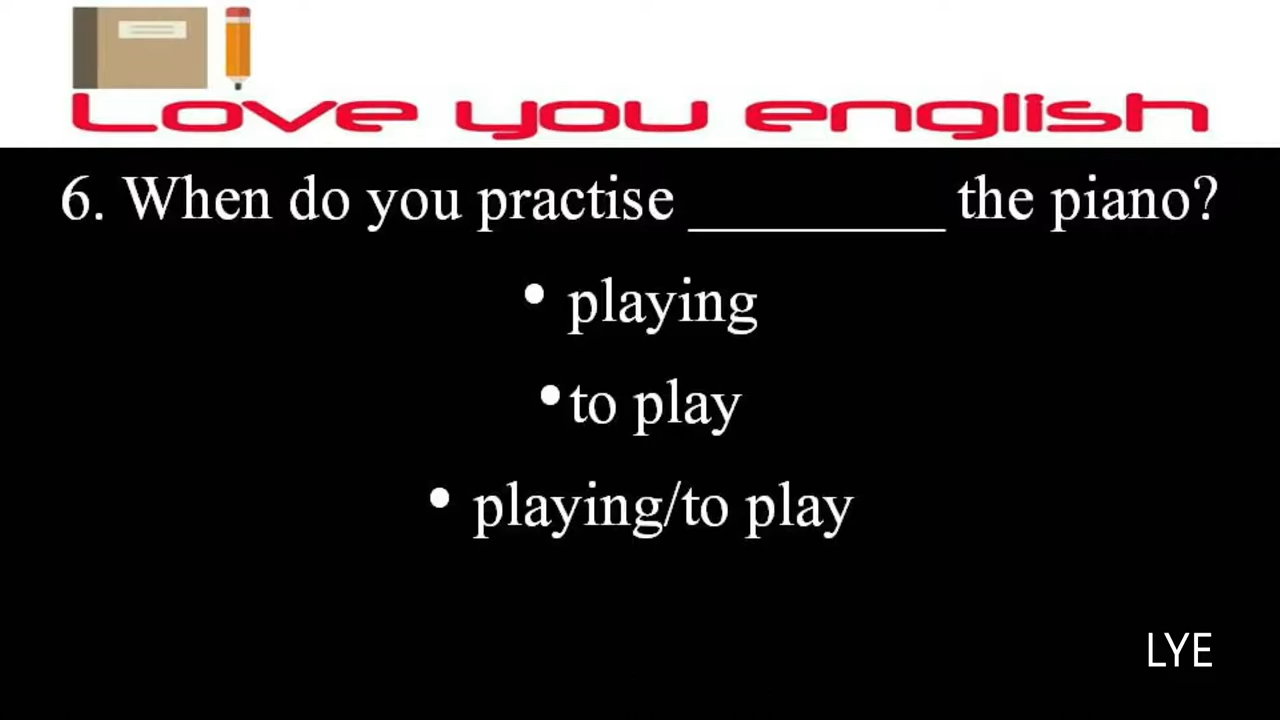 Love you english
6. When do you practise _________ the piano?
• playing
• to play
• playing/to play
LYE